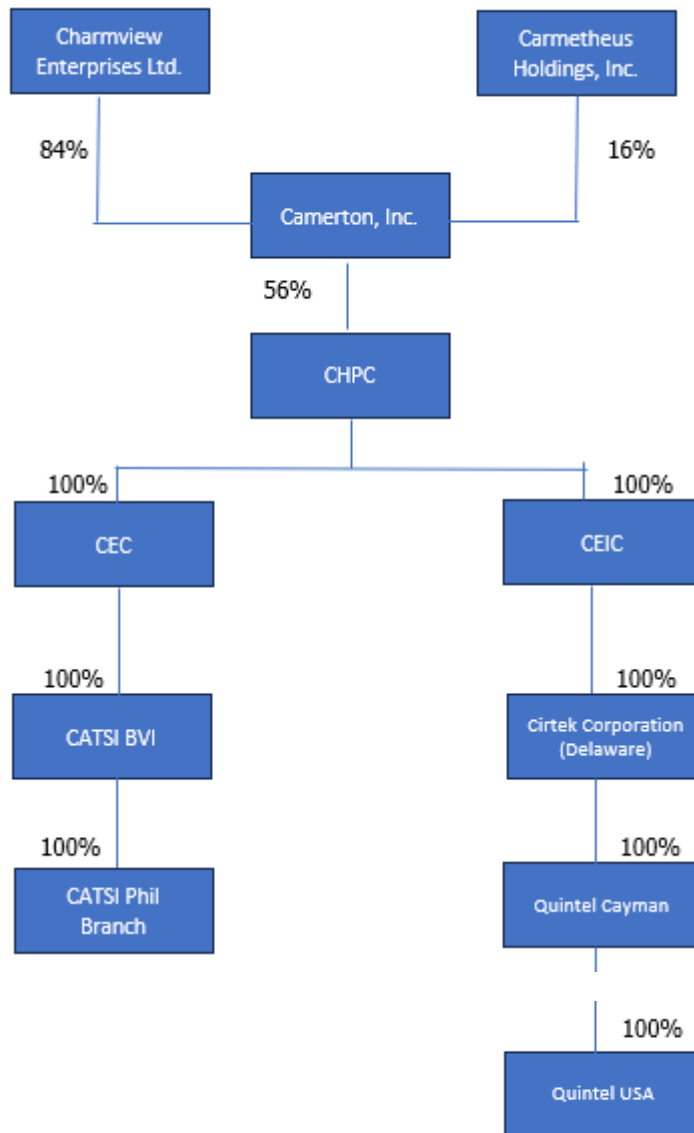 Charmview
Enterprises Ltd.
Carmetheus
Holdings, Inc.
84%
16%
Camerton, Inc.
56%
CHPC
100%
100%
CEC
CEIC
100%
100%
CATSI BVI
Cirtek Corporation
(Delaware)
100%
100%
CATSI Phil
Branch
Quintel Cayman
100%
Quintel USA